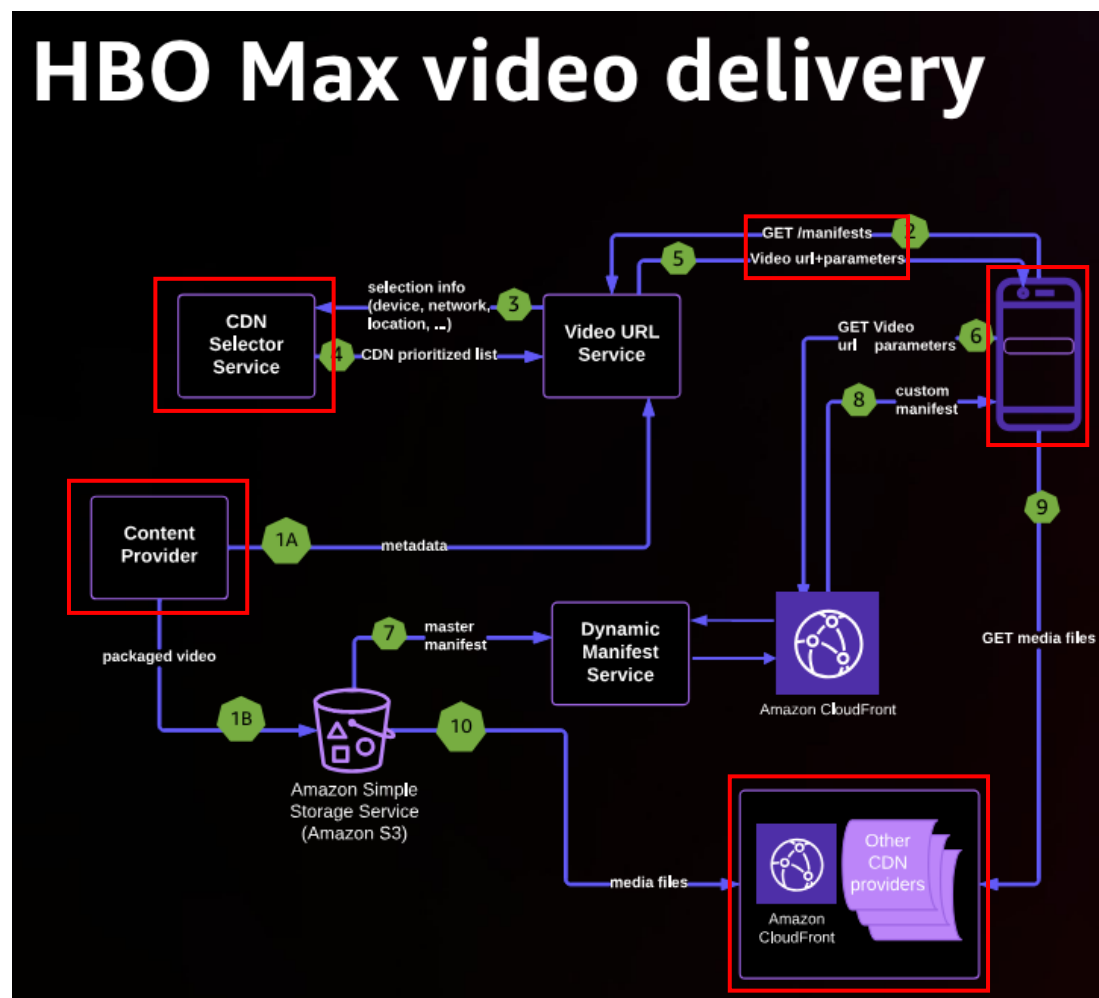 HBO Max video delivery
GET /manifests
2
5
Video url+parameters
selection info
(device, network,
location, ...)
3
CDN
Selector
Service
4
CDN prioritized list
Video URL
Service
GET Video
url parameters
6
8
custom
manifest
9
Content
Provider
1A
metadata
packaged video
7
master
manifest
Dynamic
Manifest
Service
Amazon CloudFront
GET media files
1B
10
Amazon Simple
Storage Service
(Amazon S3)
media files
Amazon
CloudFront
Other
CDN
providers